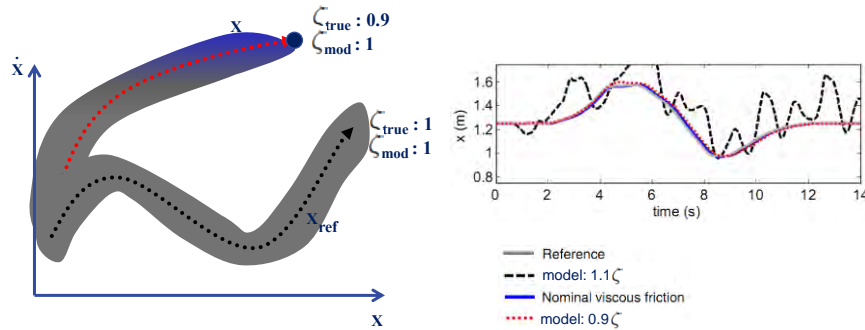 X
ζtrue : 0.9
ζmod : 1
Ẋ
ζtrue : 1
ζmod : 1
Xref
X
x (m)
1.6
1.4
1.2
1
0.8
0 2 4 6 8 10 12 14
time (s)
Reference
model: 1.1ζ
Nominal viscous friction
model: 0.9ζ